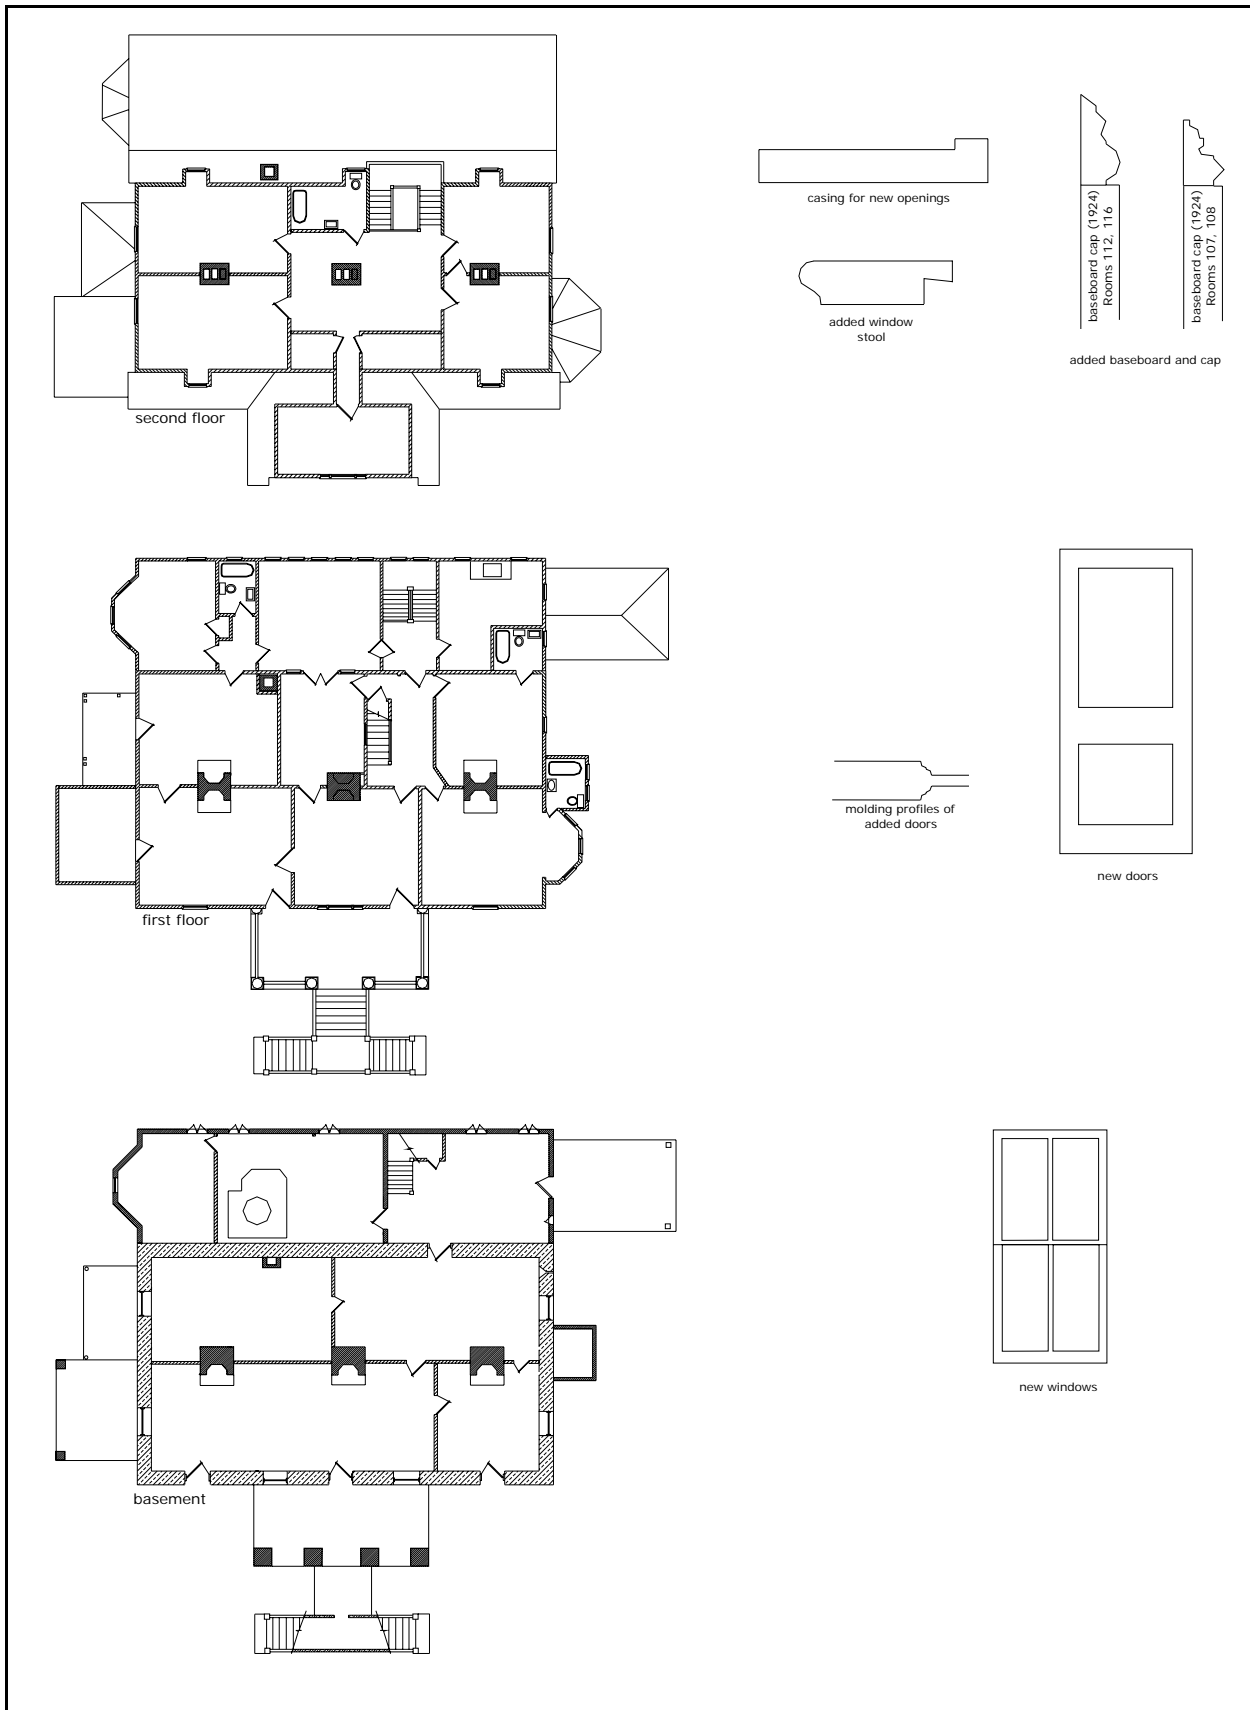 second floor
casing for new openings
added window
stool
baseboard cap (1924)
Rooms 112, 116
baseboard cap (1924)
Rooms 107, 108
added baseboard and cap
first floor
molding profiles of
added doors
new doors
basement
new windows